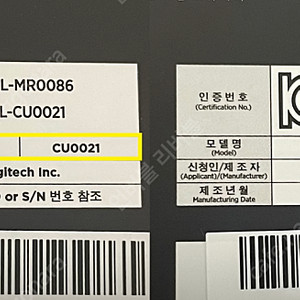 L-MR0086
L-CU0021
CU0021
gitech Inc.
or S/N 번호 참조
인증번호
(Certification No.)
모델명
(Model)
신청인/제조자
(Applicant)/(Manufacturer)
제조년월
Manufacturing Date